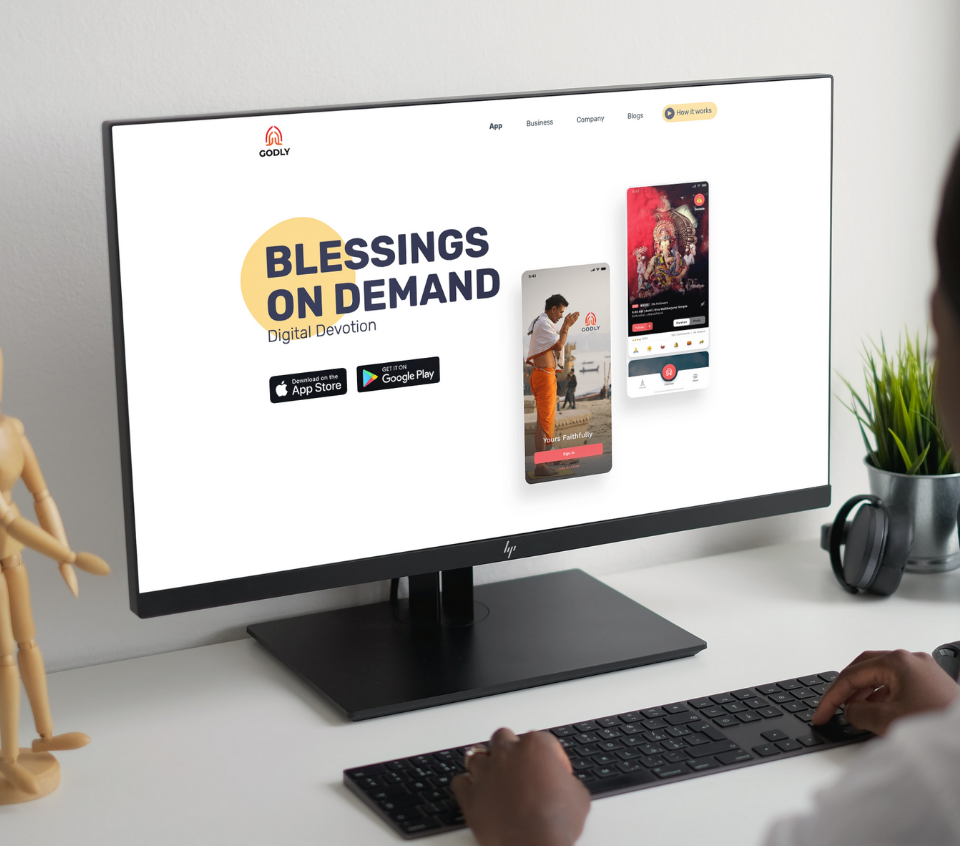 GODLY
App
Business
Company
Blogs
How it works
BLESSINGS
ON DEMAND
Digital Devotion
Download on the
App Store
GET IT ON
Google Play
GODLY
Yours Faithfully
Sign In
hp